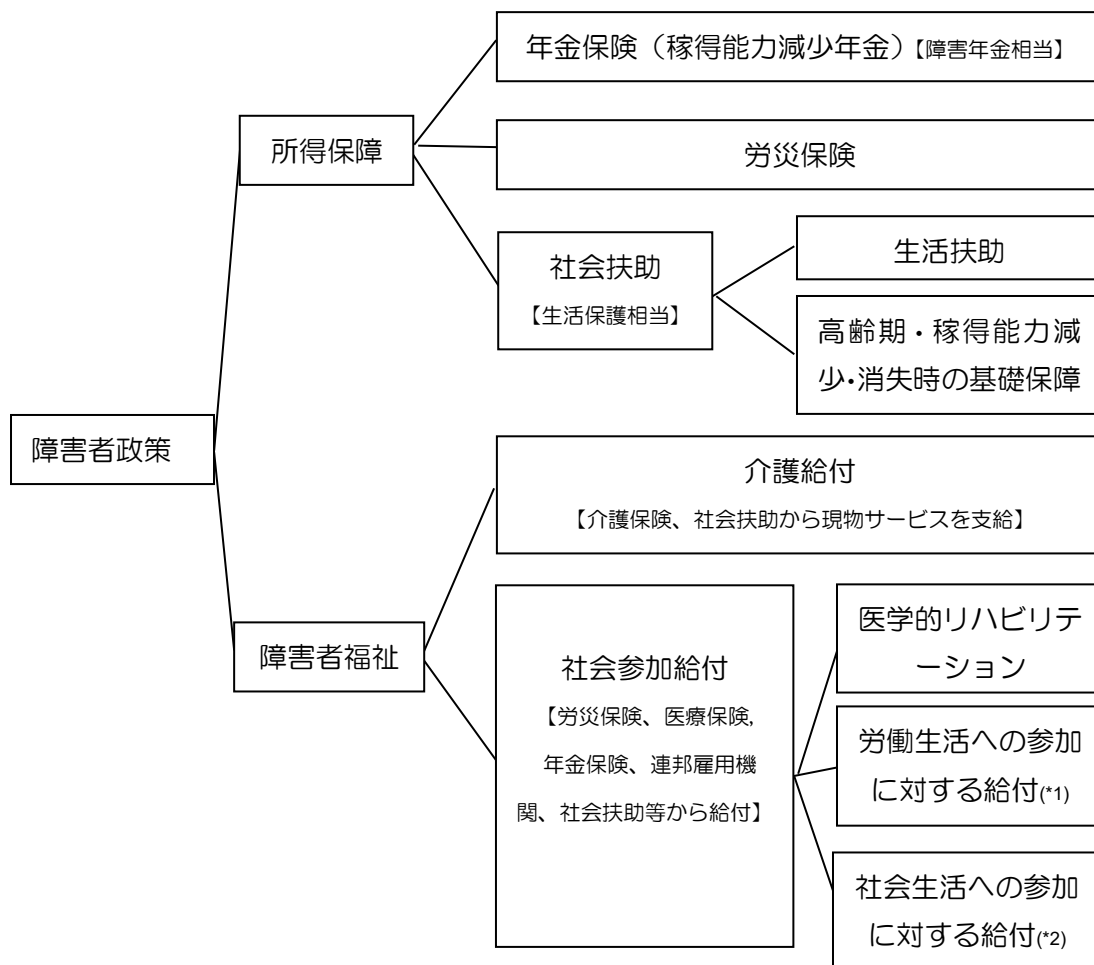 年金保険（稼得能力減少年金）【障害年金相当】
所得保障
労災保険
社会扶助
【生活保護相当】
生活扶助
高齢期・稼得能力減
少・消失時の基礎保障
障害者政策
介護給付
【介護保険、社会扶助から現物サービスを支給】
障害者福祉
社会参加給付
【労災保険、医療保険,
年金保険、連邦雇用機
関、社会扶助等から給付】
医学的リハビリテ
ーション
労働生活への参加
に対する給付(*1)
社会生活への参加
に対する給付(*2)